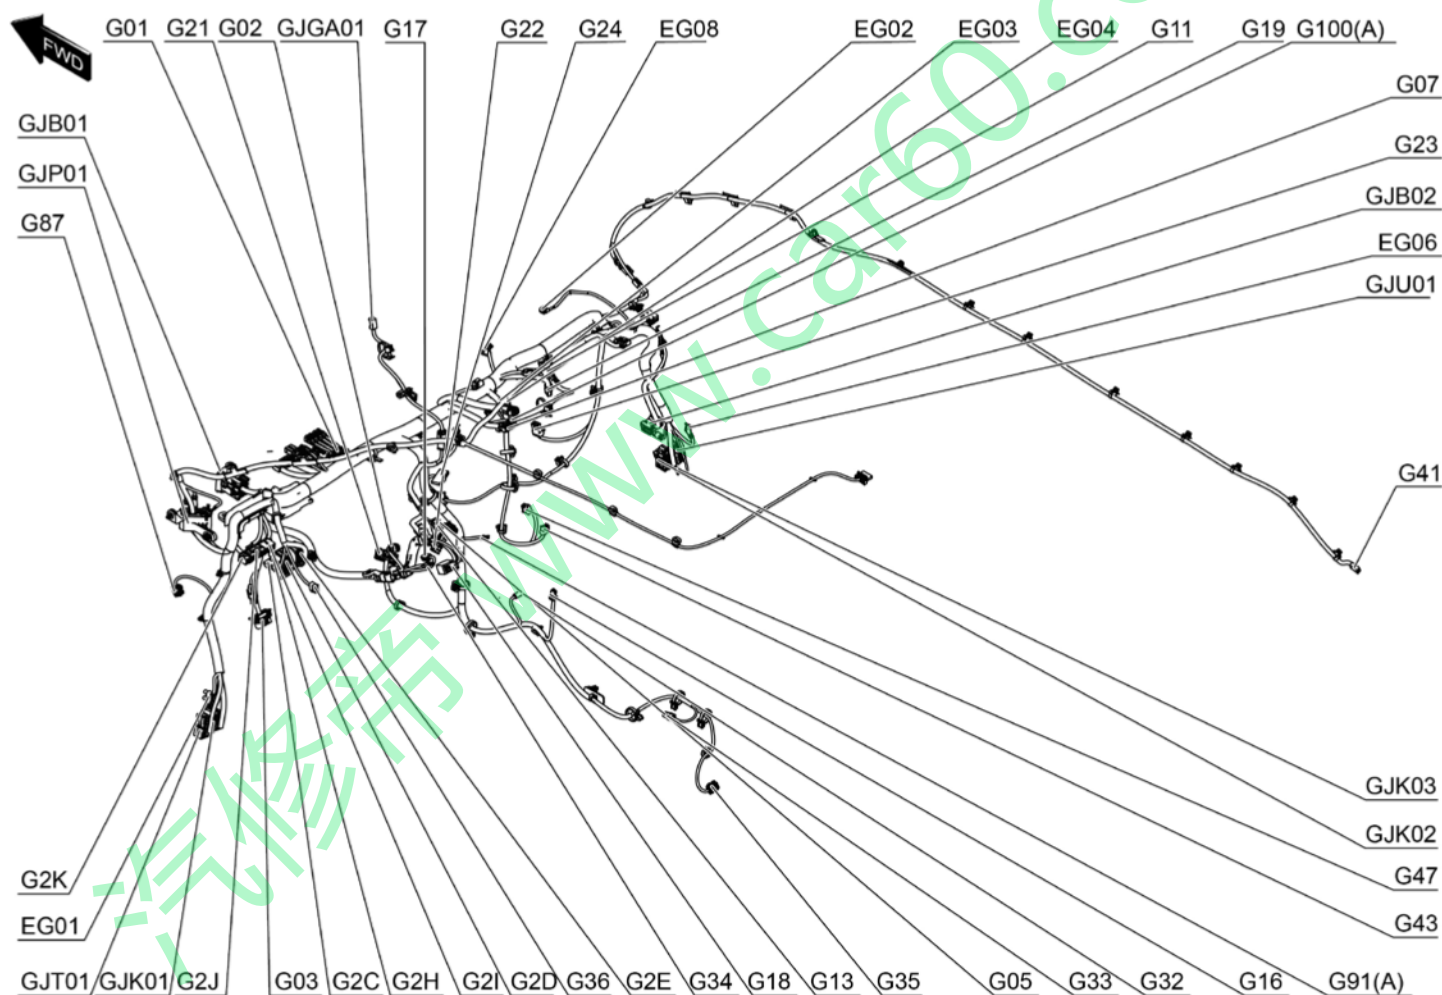 FWD
G01 G21 G02 GJGA01 G17 G22 G24 EG08 EG02 EG03 EG04 G11 G19 G100(A)
G07
GJB01
G23
GJP01
GJB02
G87
EG06
GJU01
G41
GJK03
GJK02
G2K
G47
EG01
G43
GJT01 GJK01 G2J G03 G2C G2H G2I G2D G36 G2E G34 G18 G13 G35 G05 G33 G32 G16 G91(A)
汽修帮 www.car60.co